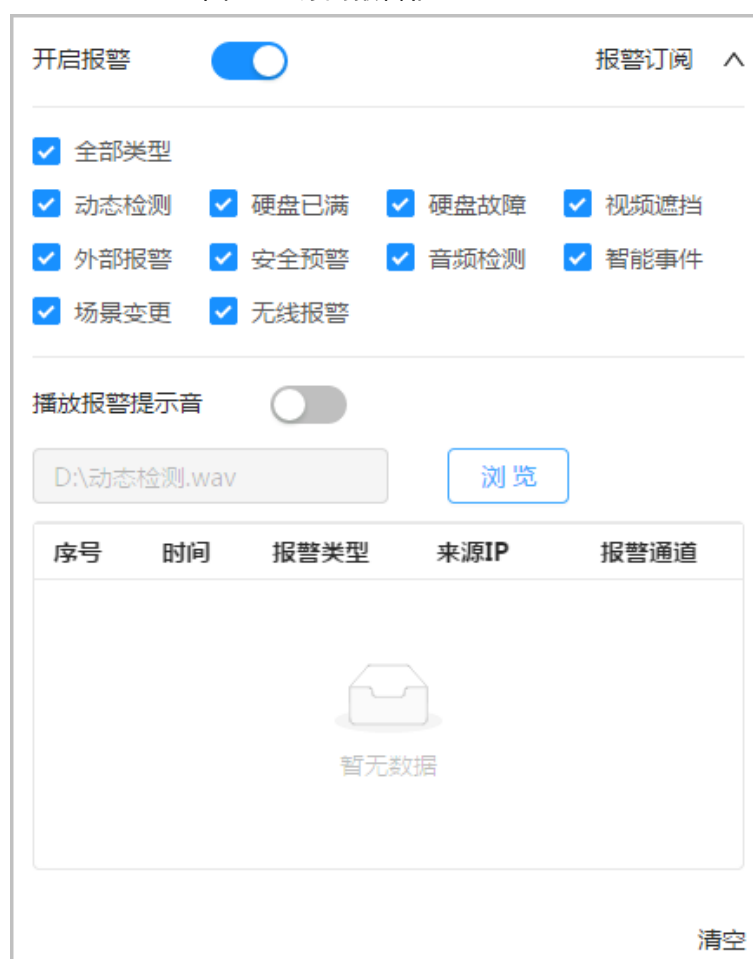 开启报警 报警订阅
全部类型
动态检测 硬盘已满 硬盘故障 视频遮挡
外部报警 安全预警 音频检测 智能事件
场景变更 无线报警
播放报警提示音
D:\动态检测.wav 浏览
序号 时间 报警类型 来源IP 报警通道
暂无数据
清空